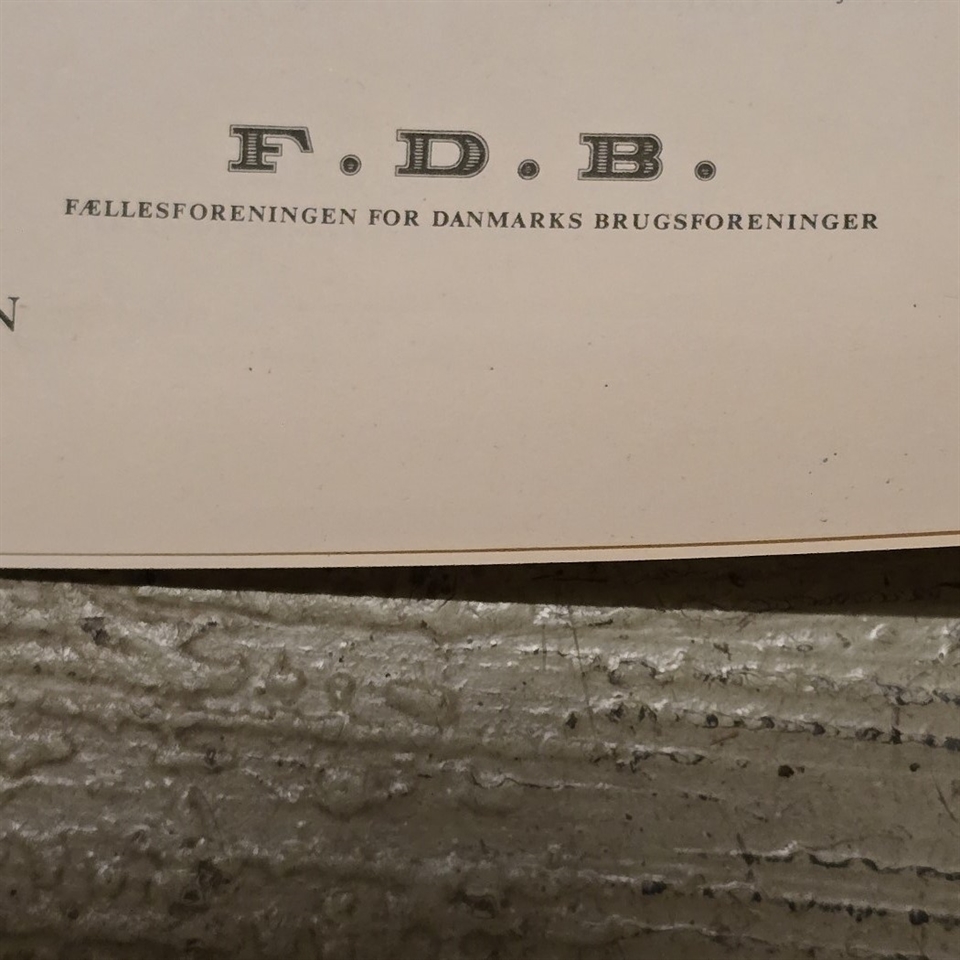 F.D.B.
FÆLLESFORENINGEN FOR DANMARKS BRUGSFORENINGER
N